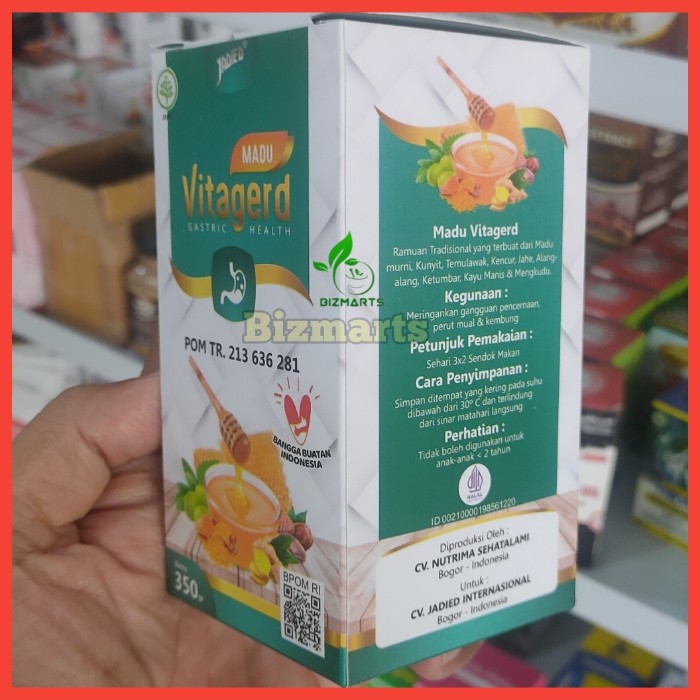 JADIED
MADU
Vitagerd
GASTRIC HEALTH
POM TR. 213 636 281
BANGGA BUATAN
INDONESIA
Netto
350gr
BPOM RI
BIZMARTS
Bizmarts
Madu Vitagerd
Ramuan Tradisional yang terbuat dari Madu
murni, Kunyit, Temulawak, Kencur, Jahe, Alang-
alang, Ketumbar, Kayu Manis & Mengkudu.
Kegunaan :
Meringankan gangguan pencernaan,
perut mual & kembung
Petunjuk Pemakaian :
Sehari 3x2 Sendok Makan
Cara Penyimpanan :
Simpan ditempat yang kering pada suhu
dibawah dari 30° C dan terlindung
dari sinar matahari langsung
Perhatian :
Tidak boleh digunakan untuk
anak-anak < 2 tahun
HALAL
ID 00210000198561220
Diproduksi Oleh :
CV. NUTRIMA SEHATALAMI
Bogor - Indonesia
Untuk :
CV. JADIED INTERNASIONAL
Bogor - Indonesia